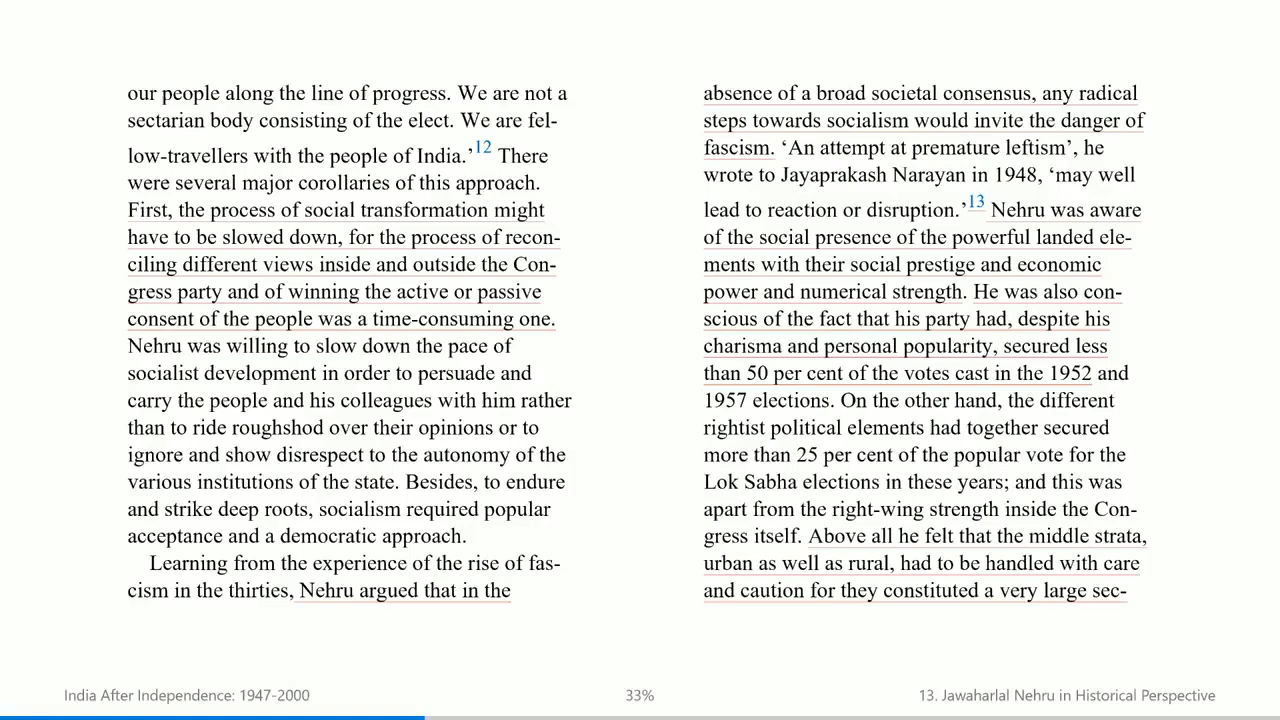 our people along the line of progress. We are not a
sectarian body consisting of the elect. We are fel-
low-travellers with the people of India.’12 There
were several major corollaries of this approach.
First, the process of social transformation might
have to be slowed down, for the process of recon-
ciling different views inside and outside the Con-
gress party and of winning the active or passive
consent of the people was a time-consuming one.
Nehru was willing to slow down the pace of
socialist development in order to persuade and
carry the people and his colleagues with him rather
than to ride roughshod over their opinions or to
ignore and show disrespect to the autonomy of the
various institutions of the state. Besides, to endure
and strike deep roots, socialism required popular
acceptance and a democratic approach.
Learning from the experience of the rise of fas-
cism in the thirties, Nehru argued that in the
absence of a broad societal consensus, any radical
steps towards socialism would invite the danger of
fascism. ‘An attempt at premature leftism’, he
wrote to Jayaprakash Narayan in 1948, ‘may well
lead to reaction or disruption.’13 Nehru was aware
of the social presence of the powerful landed ele-
ments with their social prestige and economic
power and numerical strength. He was also con-
scious of the fact that his party had, despite his
charisma and personal popularity, secured less
than 50 per cent of the votes cast in the 1952 and
1957 elections. On the other hand, the different
rightist political elements had together secured
more than 25 per cent of the popular vote for the
Lok Sabha elections in these years; and this was
apart from the right-wing strength inside the Con-
gress itself. Above all he felt that the middle strata,
urban as well as rural, had to be handled with care
and caution for they constituted a very large sec-
India After Independence: 1947-2000
33%
13. Jawaharlal Nehru in Historical Perspective